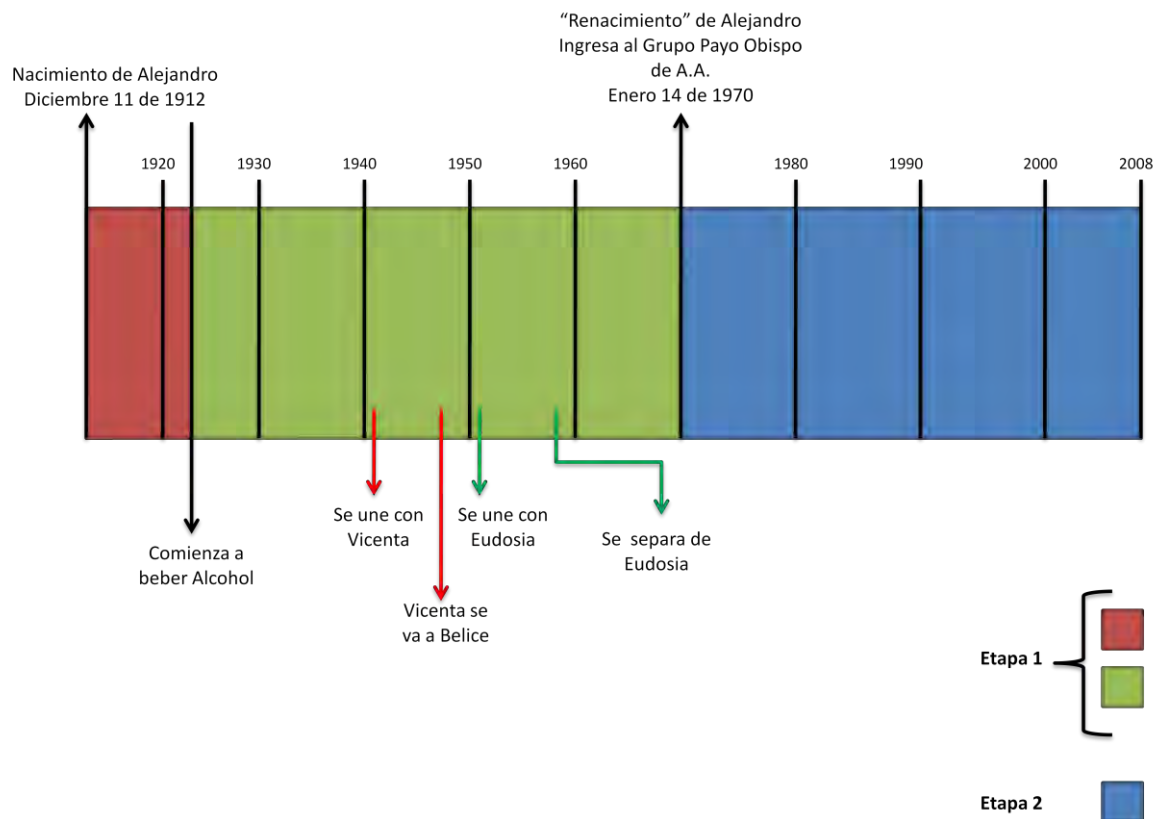 “Renacimiento” de Alejandro
Ingresa al Grupo Payo Obispo
de A.A.
Enero 14 de 1970
Nacimiento de Alejandro
Diciembre 11 de 1912
1920
1930
1940
1950
1960
1980
1990
2000
2008
Se une con
Vicenta
Se une con
Eudosia
Se separa de
Eudosia
Comienza a
beber Alcohol
Vicenta se
va a Belice
Etapa 1
Etapa 2